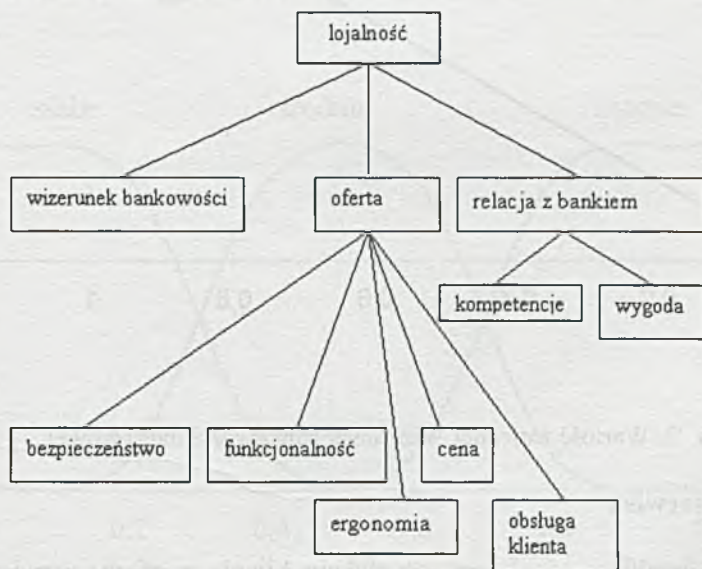 lojalność
wizerunek bankowości
oferta
relacja z bankiem
kompetencje
wygoda
bezpieczeństwo
funkcjonalność
cena
ergonomia
obsługa
klienta